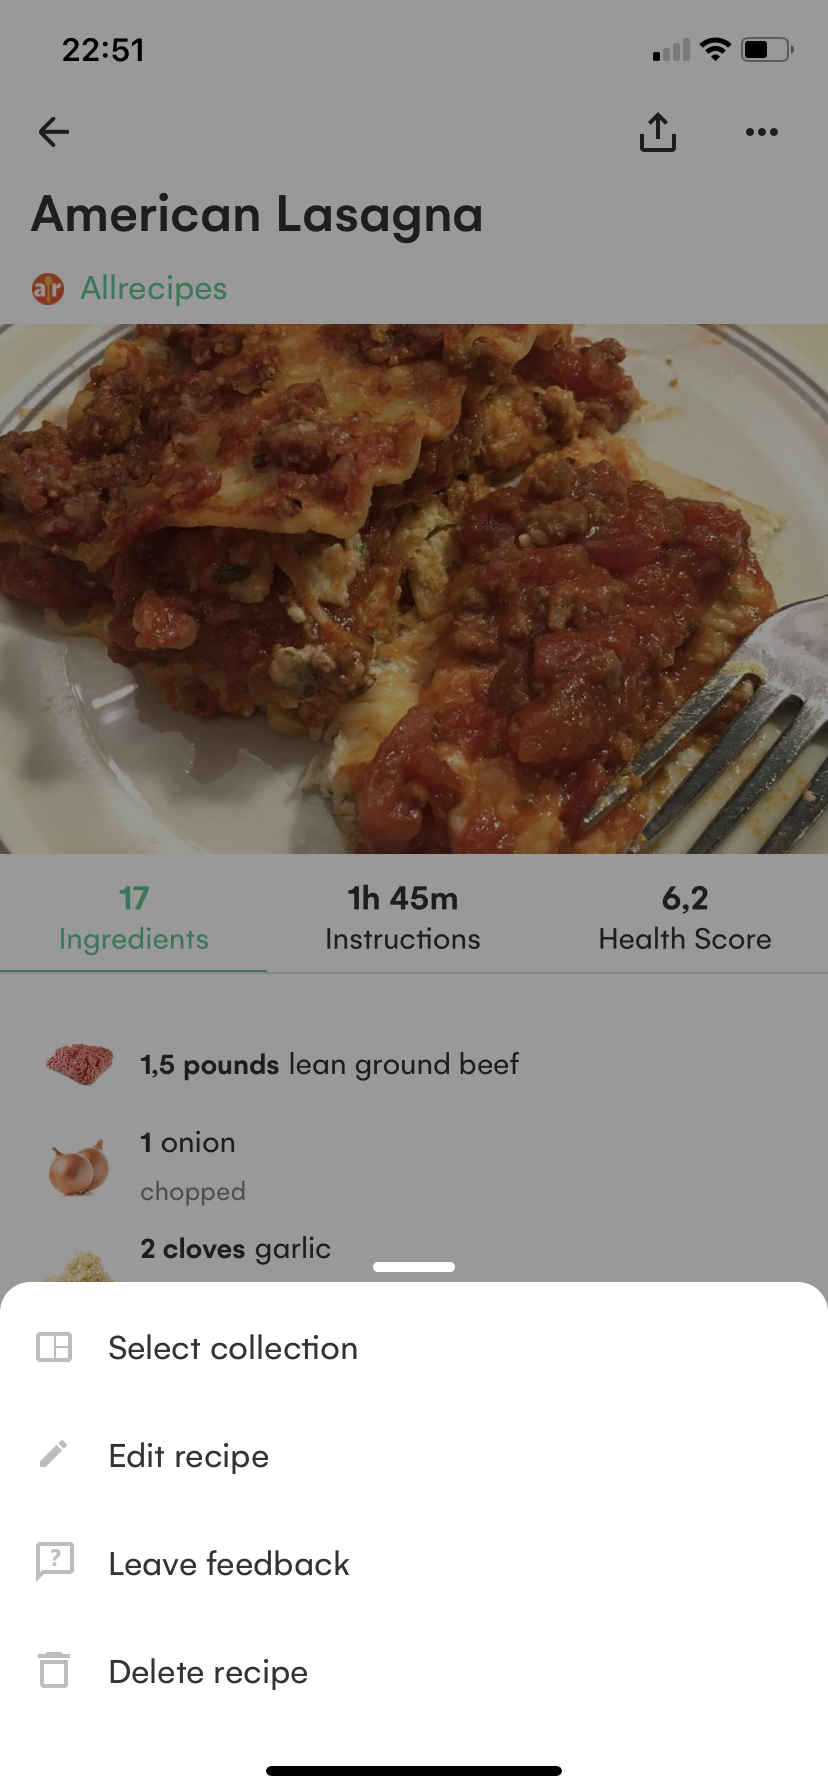 22:51
American Lasagna
ar Allrecipes
17
Ingredients
1h 45m
Instructions
6,2
Health Score
1,5 pounds lean ground beef
1 onion
chopped
2 cloves garlic
Select collection
Edit recipe
? Leave feedback
Delete recipe